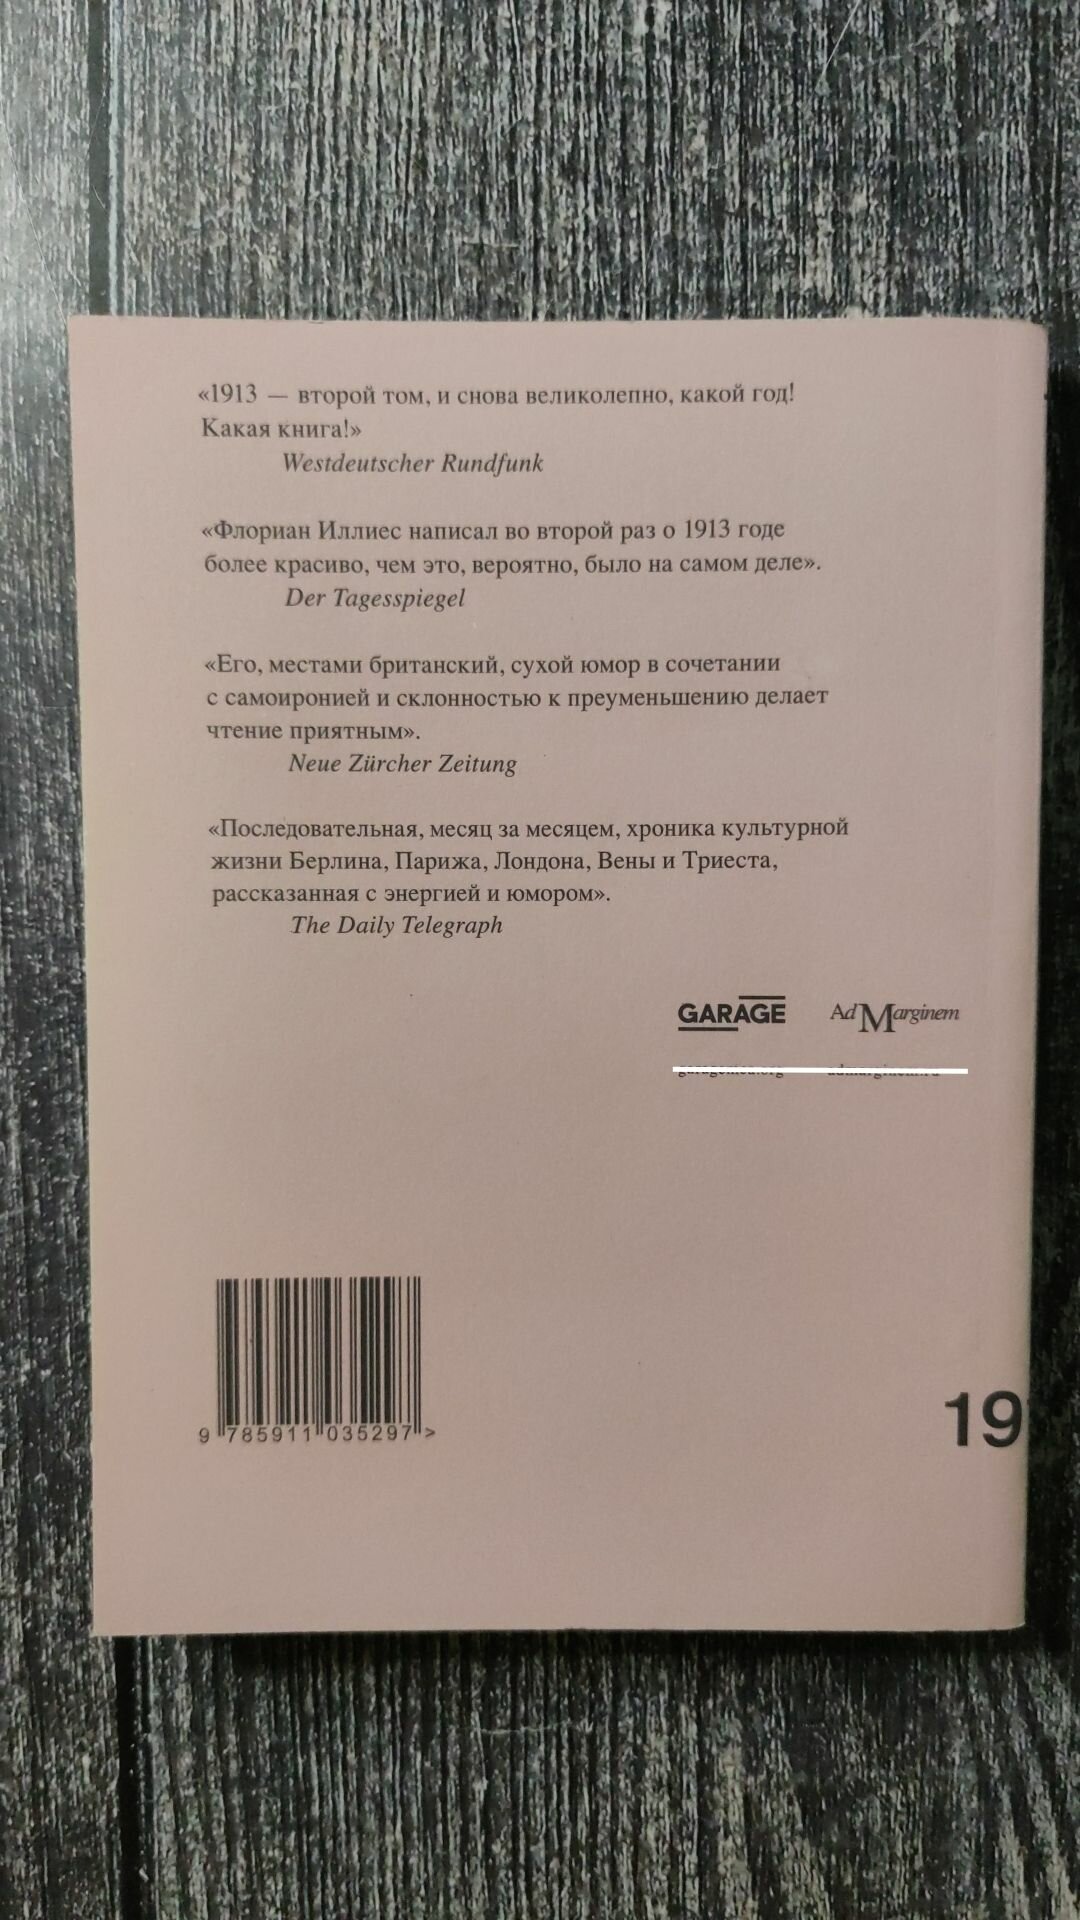 «1913 — второй том, и снова великолепно, какой год!
Какая книга!»
Westdeutscher Rundfunk
«Флориан Иллиес написал во второй раз о 1913 годе
более красиво, чем это, вероятно, было на самом деле».
Der Tagesspiegel
«Его, местами британский, сухой юмор в сочетании
с самоиронией и склонностью к преуменьшению делает
чтение приятным».
Neue Zürcher Zeitung
«Последовательная, месяц за месяцем, хроника культурной
жизни Берлина, Парижа, Лондона, Вены и Триеста,
рассказанная с энергией и юмором».
The Daily Telegraph
GARAGE Ad Marginem
19
9 785911 035297 >